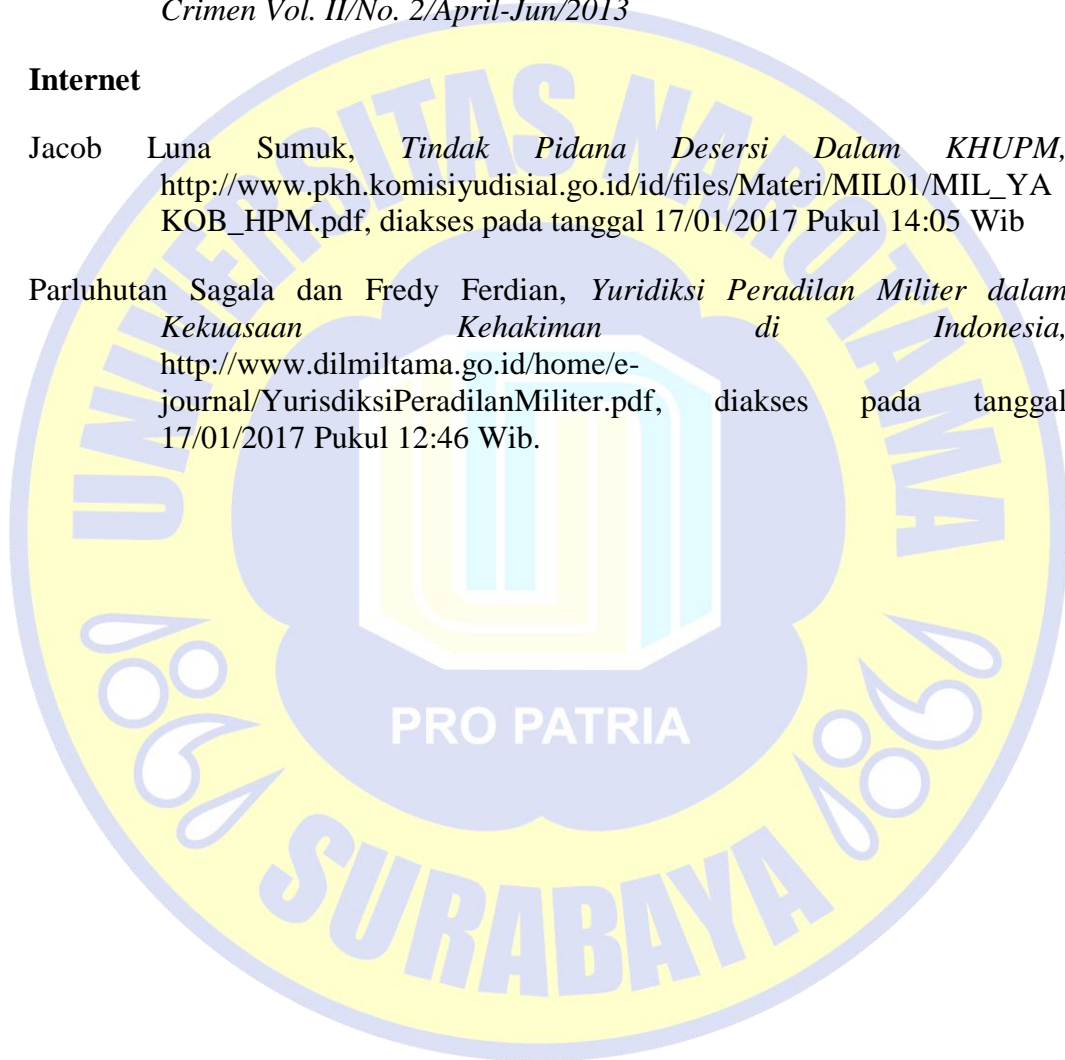 Crimen Vol. II/No. 2/April-Jun/2013
Internet
Jacob Luna Sumuk, Tindak Pidana Desersi Dalam KHUPM,
http://www.pkh.komisiyudisial.go.id/id/files/Materi/MIL01/MIL_YA
KOB_HPM.pdf, diakses pada tanggal 17/01/2017 Pukul 14:05 Wib
Parluhutan Sagala dan Fredy Ferdian, Yuridiksi Peradilan Militer dalam
Kekuasaan Kehakiman di Indonesia,
http://www.dilmiltama.go.id/home/e-
journal/YurisdiksiPeradilanMiliter.pdf, diakses pada tanggal
17/01/2017 Pukul 12:46 Wib.
UNIVERSITAS NAROTAMA
PRO PATRIA
SURABAYA